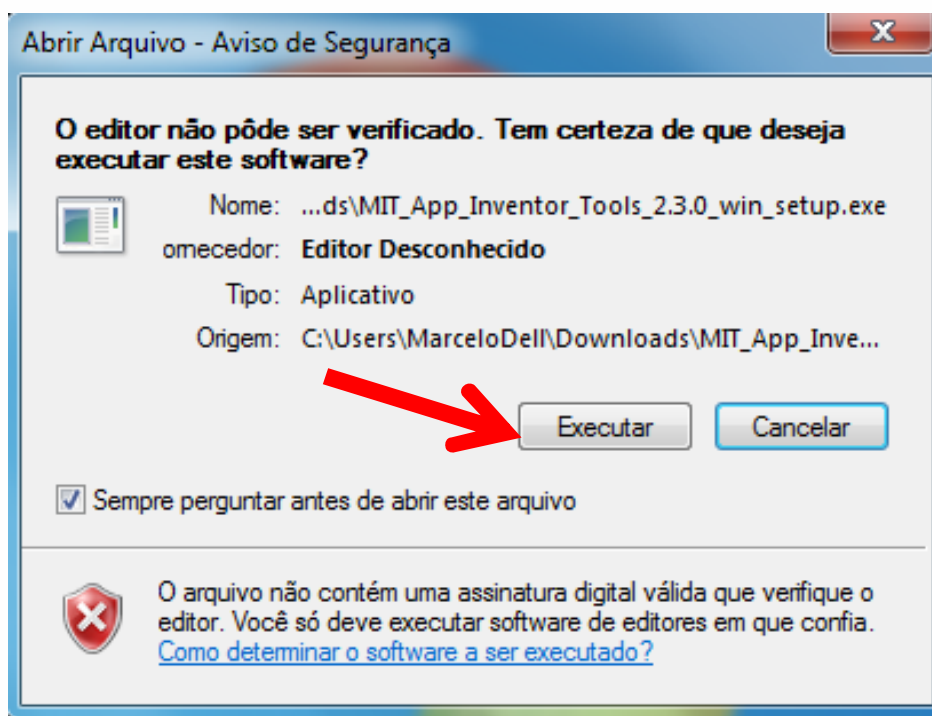 Abrir Arquivo - Aviso de Segurança
O editor não pôde ser verificado. Tem certeza de que deseja
executar este software?
Nome: ...ds\MIT_App_Inventor_Tools_2.3.0_win_setup.exe
ornecedor: Editor Desconhecido
Tipo: Aplicativo
Origem: C:\Users\MarceloDell\Downloads\MIT_App_Inve...
Executar Cancelar
Sempre perguntar antes de abrir este arquivo
O arquivo não contém uma assinatura digital válida que verifique o
editor. Você só deve executar software de editores em que confia.
Como determinar o software a ser executado?